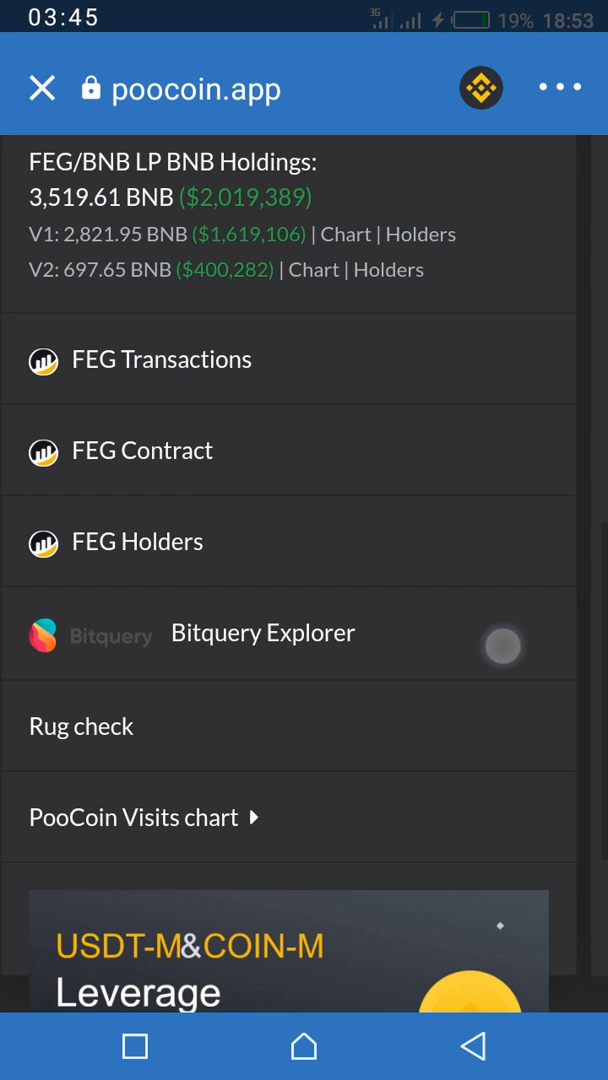 03:45
3G
19% 18:53
poocoin.app
FEG/BNB LP BNB Holdings:
3,519.61 BNB ($2,019,389)
V1: 2,821.95 BNB ($1,619,106) | Chart | Holders
V2: 697.65 BNB ($400,282) | Chart | Holders
FEG Transactions
FEG Contract
FEG Holders
Bitquery Bitquery Explorer
Rug check
PooCoin Visits chart
USDT-M&COIN-M
Leverage